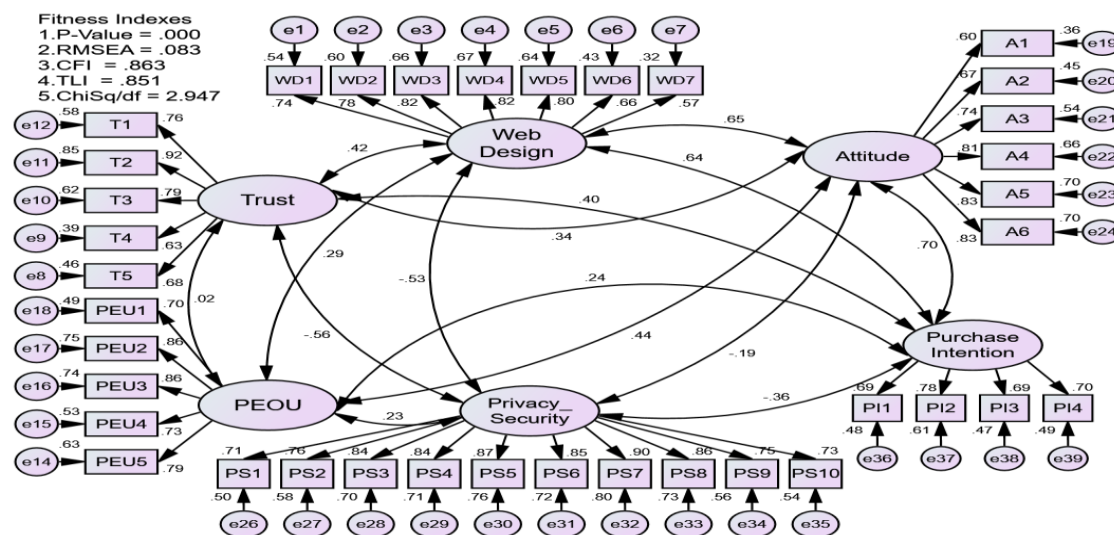 Fitness Indexes
1.P-Value = .000
2.RMSEA = .083
3.CFI = .863
4.TLI = .851
5.ChiSq/df = 2.947
e1 e2 e3 e4 e5 e6 e7
.54 .60 .66 .67 .64 .43 .32
WD1 WD2 WD3 WD4 WD5 WD6 WD7
.74 .78 .82 .82 .80 .66 .57
Web
Design
.60 A1 .36 e19
.67 A2 .45 e20
.74 A3 .54 e21
.81 A4 .66 e22
.83 A5 .70 e23
.83 A6 .70 e24
Attitude
e12 .58 T1 .76
e11 .85 T2 .92
e10 .62 T3 .79
e9 .39 T4 .63
e8 .46 T5 .68
Trust
.42 .65 .64
.40 .34 .70
.29 -.53 .24
.02 -.56 .44 -.19
-.36 .23
e18 .49 PEU1 .70
e17 .75 PEU2 .86
e16 .74 PEU3 .86
e15 .53 PEU4 .73
e14 .63 PEU5 .79
PEOU
Privacy_
Security
Purchase
Intention
.69 .78 .69 .70
PI1 PI2 PI3 PI4
.48 .61 .47 .49
e36 e37 e38 e39
.71 .76 .84 .84 .87 .85 .90 .86 .75 .73
PS1 PS2 PS3 PS4 PS5 PS6 PS7 PS8 PS9 PS10
.50 .58 .70 .71 .76 .72 .80 .73 .56 .54
e26 e27 e28 e29 e30 e31 e32 e33 e34 e35